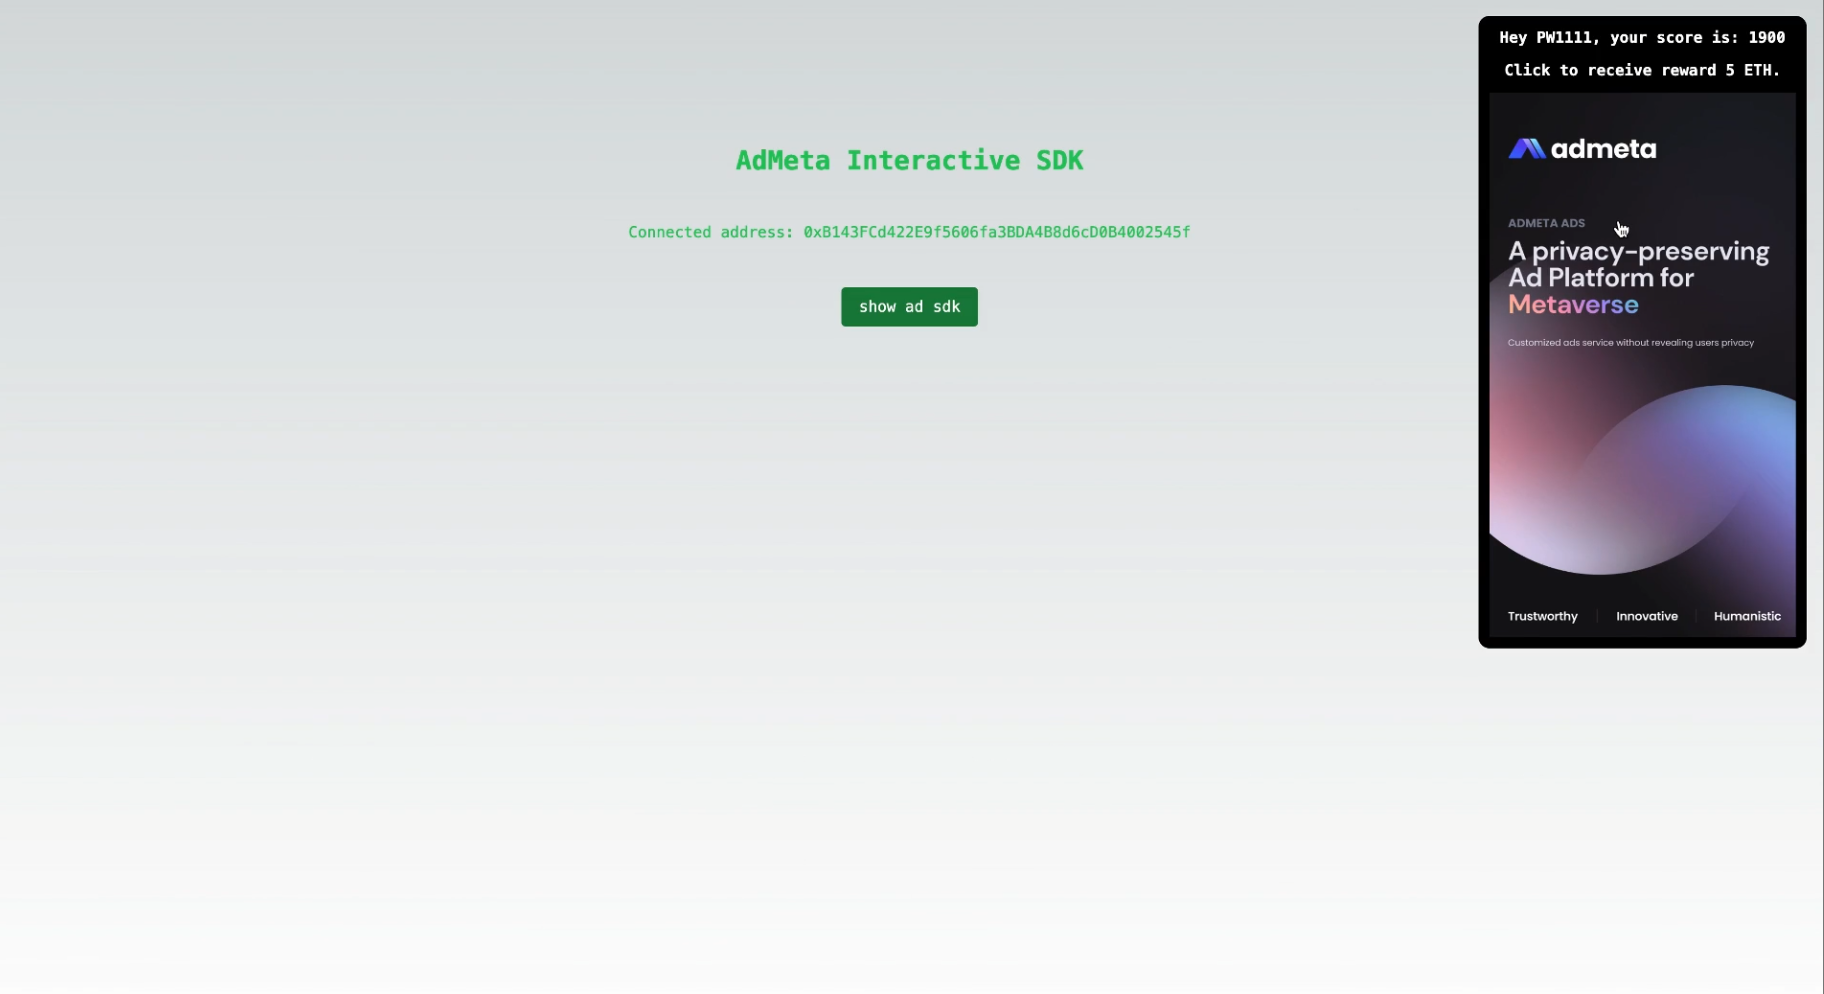 Hey PW1111, your score is: 1900
Click to receive reward 5 ETH.
AdMeta Interactive SDK
Connected address: 0xB143FCd422E9f5606fa3BDA4B8d6cD0B4002545f
show ad sdk
admeta
ADMETA ADS
A privacy-preserving
Ad Platform for
Metaverse
Customized ads service without revealing users privacy
Trustworthy
Innovative
Humanistic